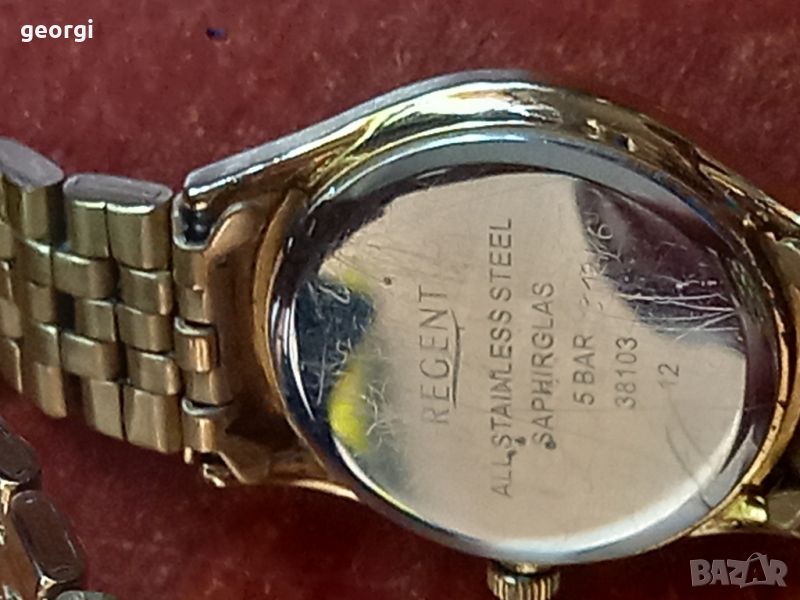 georgi
REGENT
ALL STAINLESS STEEL
SAPHIRGLAS
5 BAR
38103
12
BAZAR